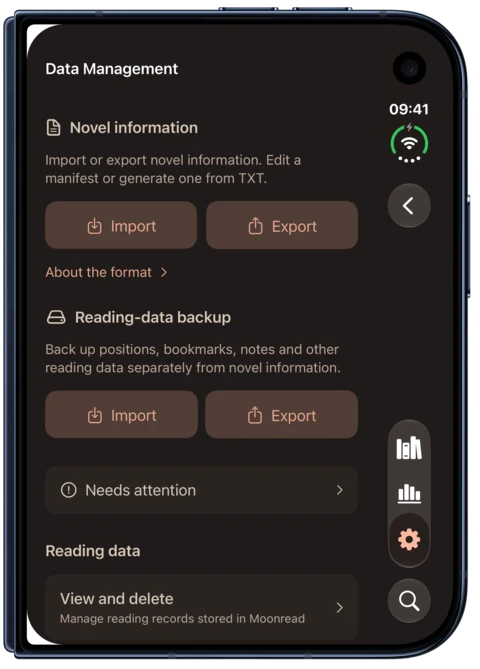 Data Management
09:41
Novel information
Import or export novel information. Edit a
manifest or generate one from TXT.
Import
Export
About the format
Reading-data backup
Back up positions, bookmarks, notes and other
reading data separately from novel information.
Import
Export
Needs attention
Reading data
View and delete
Manage reading records stored in Moonread